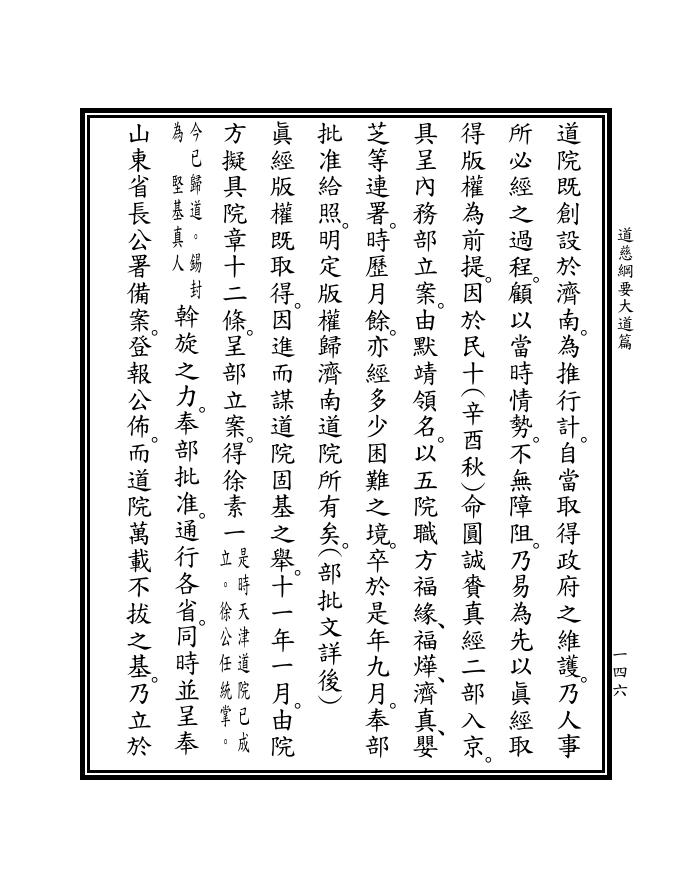 道慈綱要大道篇
一四六
道院既創設於濟南。為推行計。自當取得政府之維護。乃人事
所必經之過程。顧以當時情勢。不無障阻。乃易為先以眞經取
得版權為前提。因於民十(辛酉秋)命圓誠賚真經二部入京。
具呈內務部立案。由默靖領名。以五院職方福緣、福燁、濟真、嬰
芝等連署。時歷月餘。亦經多少困難之境。卒於是年九月。奉部
批准給照。明定版權歸濟南道院所有矣。(部批文詳後)
眞經版權既取得。因進而謀道院固基之舉。十一年一月。由院
方擬具院章十二條。呈部立案。得徐素一是時天津道院已成立。徐公任統掌。
今已歸道。錫封為堅基真人斡旋之力。奉部批准。通行各省。同時並呈奉
山東省長公署備案。登報公佈。而道院萬載不拔之基。乃立於